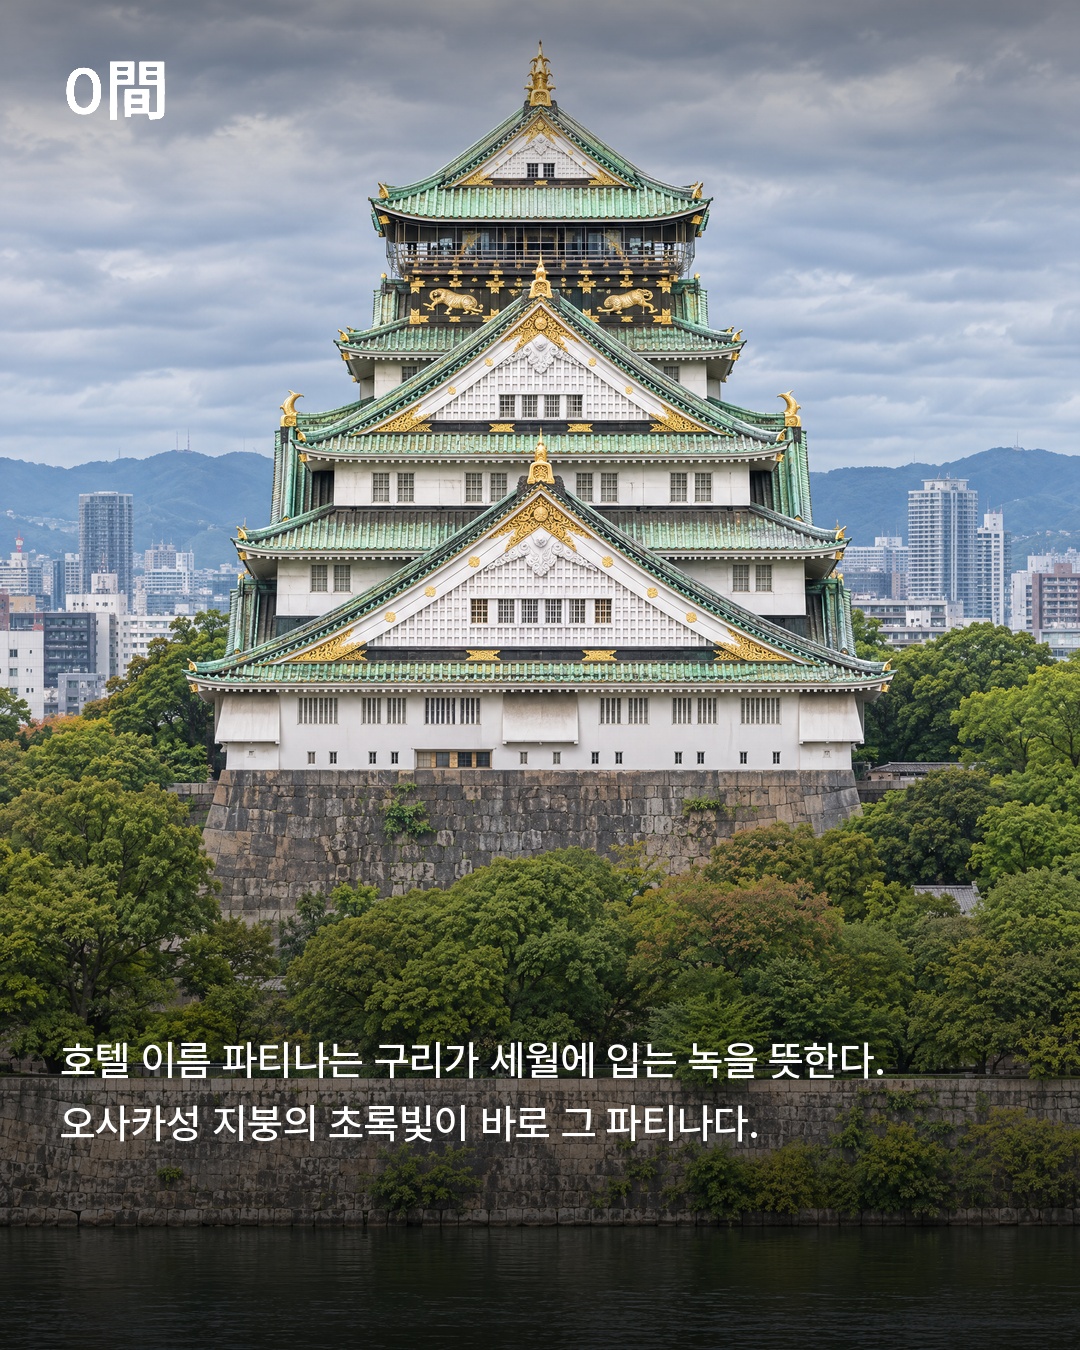 0間
호텔 이름 파티나는 구리가 세월에 입는 녹을 뜻한다.
오사카성 지붕의 초록빛이 바로 그 파티나다.